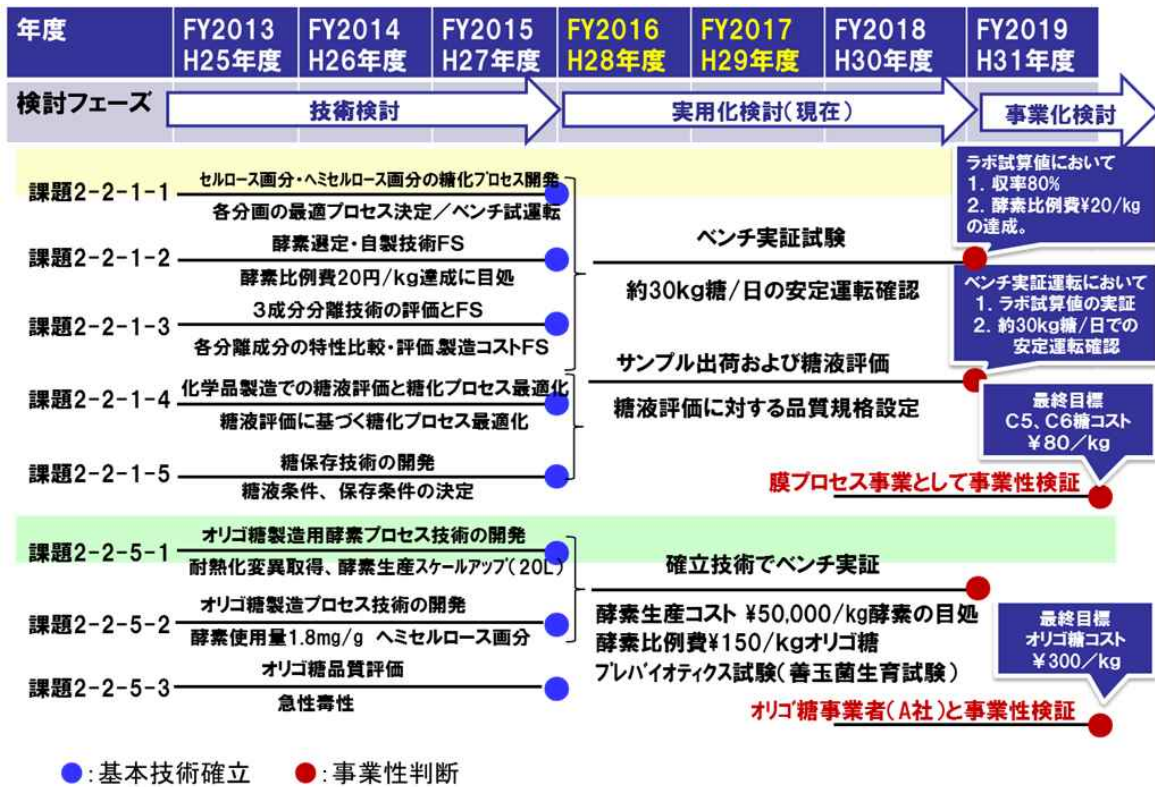 年度
FY2013
H25年度
FY2014
H26年度
FY2015
H27年度
FY2016
H28年度
FY2017
H29年度
FY2018
H30年度
FY2019
H31年度
検討フェーズ
技術検討
実用化検討(現在)
事業化検討
課題2-2-1-1
セルロース画分・ヘミセルロース画分の糖化プロセス開発
各分画の最適プロセス決定/ベンチ試運転
課題2-2-1-2
酵素選定・自製技術FS
酵素比例費20円/kg達成に目処
課題2-2-1-3
3成分分離技術の評価とFS
各分離成分の特性比較・評価、製造コストFS
課題2-2-1-4
化学品製造での糖液評価と糖化プロセス最適化
糖液評価に基づく糖化プロセス最適化
課題2-2-1-5
糖保存技術の開発
糖液条件、保存条件の決定
ベンチ実証試験
約30kg糖/日の安定運転確認
サンプル出荷および糖液評価
糖液評価に対する品質規格設定
ラボ試算値において
1. 収率80%
2. 酵素比例費¥20/kg
の達成。
ベンチ実証運転において
1. ラボ試算値の実証
2. 約30kg糖/日での
安定運転確認
最終目標
C5、C6糖コスト
¥80/kg
膜プロセス事業として事業性検証
課題2-2-5-1
オリゴ糖製造用酵素プロセス技術の開発
耐熱化変異取得、酵素生産スケールアップ(20L)
課題2-2-5-2
オリゴ糖製造プロセス技術の開発
酵素使用量1.8mg/g ヘミセルロース画分
課題2-2-5-3
オリゴ糖品質評価
急性毒性
確立技術でベンチ実証
酵素生産コスト ¥50,000/kg酵素の目処
酵素比例費¥150/kgオリゴ糖
プレバイオティクス試験(善玉菌生育試験)
最終目標
オリゴ糖コスト
¥300/kg
オリゴ糖事業者(A社)と事業性検証
:基本技術確立
:事業性判断